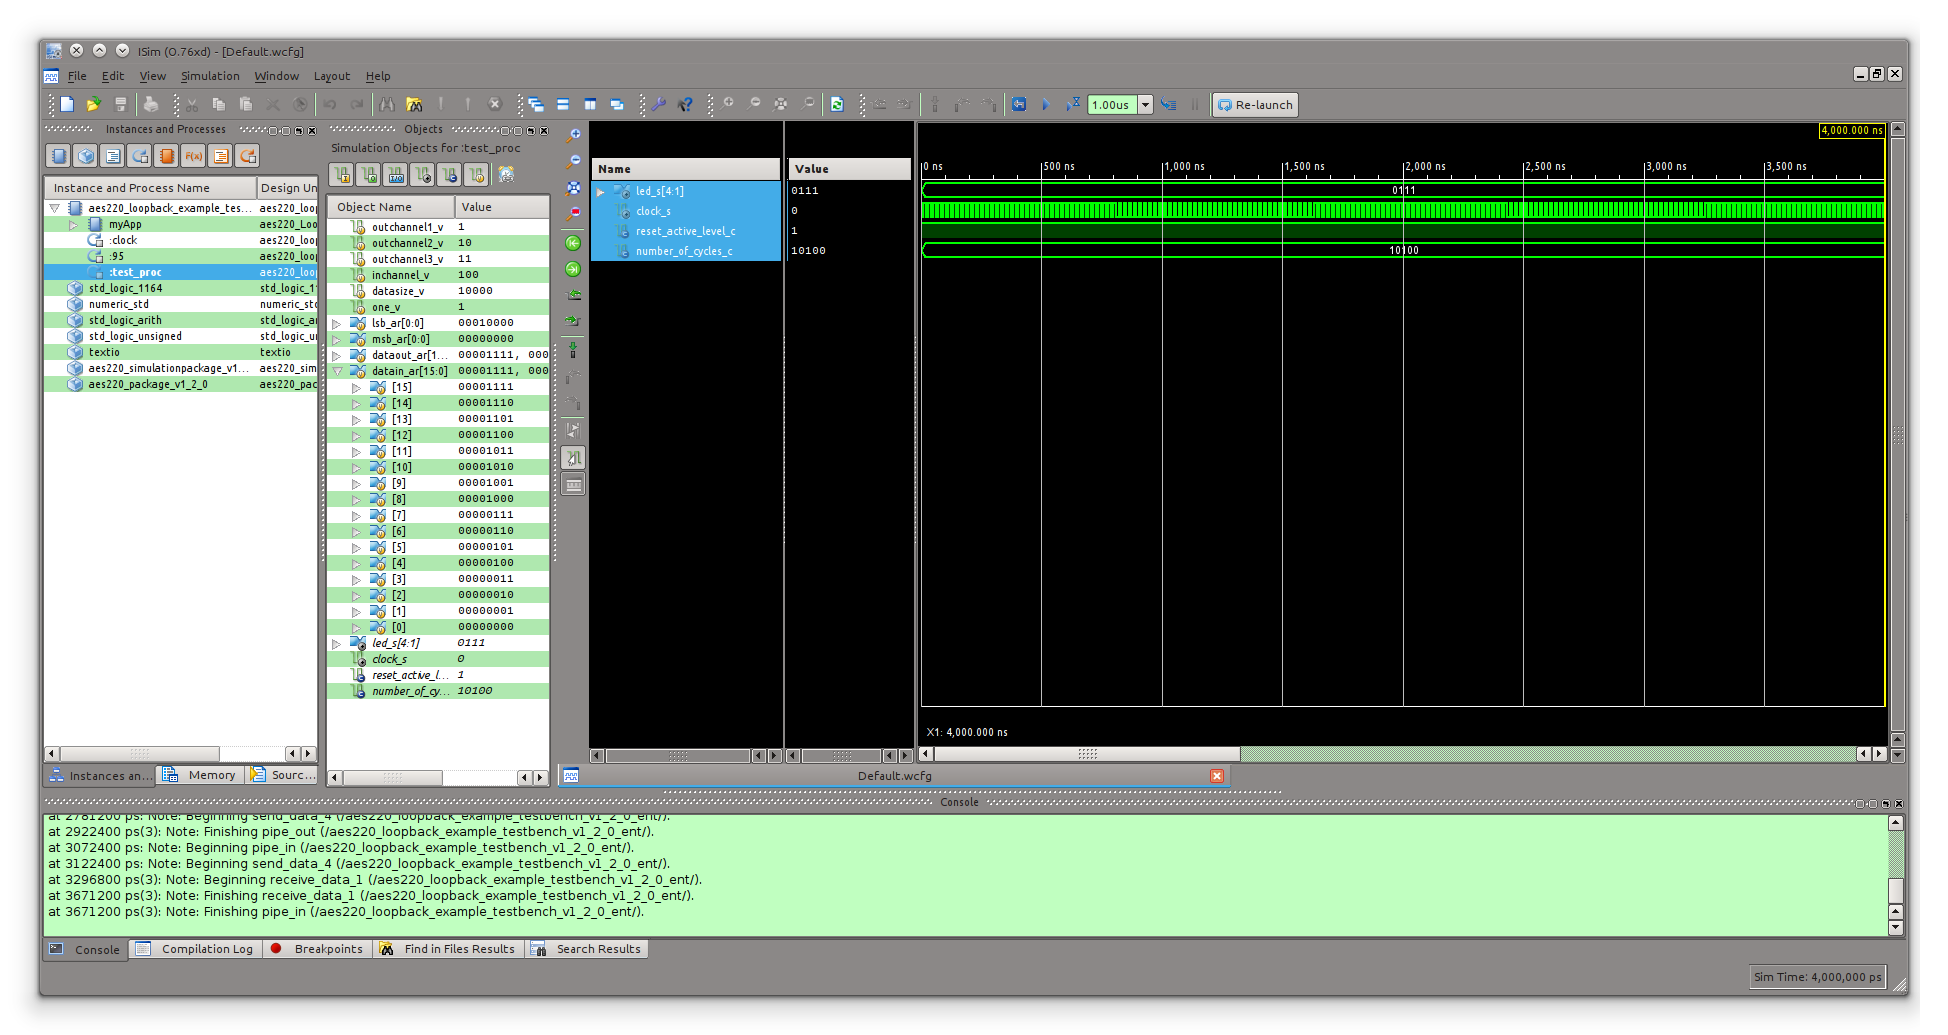 ISim (O.76xd) - [Default.wcfg]
File Edit View Simulation Window Layout Help
1.00us Re-launch
Instances and Processes
Instance and Process Name Design Un
aes220_loopback_example_tes... aes220_loop
myApp aes220_Loo
:clock aes220_loop
:95 aes220_loop
:test_proc aes220_loop
std_logic_1164 std_logic_1
numeric_std numeric_std
std_logic_arith std_logic_ar
std_logic_unsigned std_logic_u
textio textio
aes220_simulationpackage_v1... aes220_sim
aes220_package_v1_2_0 aes220_pac
Instances an... Memory Sourc...
Objects
Simulation Objects for :test_proc
Object Name Value
outchannel1_v 1
outchannel2_v 10
outchannel3_v 11
inchannel_v 100
datasize_v 10000
one_v 1
lsb_ar[0:0] 00010000
msb_ar[0:0] 00000000
dataout_ar[1... 00001111, 000
datain_ar[15:0] 00001111, 000
[15] 00001111
[14] 00001110
[13] 00001101
[12] 00001100
[11] 00001011
[10] 00001010
[9] 00001001
[8] 00001000
[7] 00000111
[6] 00000110
[5] 00000101
[4] 00000100
[3] 00000011
[2] 00000010
[1] 00000001
[0] 00000000
led_s[4:1] 0111
clock_s 0
reset_active_l... 1
number_of_cy... 10100
Name Value
led_s[4:1] 0111
clock_s 0
reset_active_level_c 1
number_of_cycles_c 10100
4,000.000 ns
0 ns 500 ns 1,000 ns 1,500 ns 2,000 ns 2,500 ns 3,000 ns 3,500 ns
0111
10100
X1: 4,000.000 ns
Default.wcfg
Console
at 2781200 ps: Note: Beginning send_data_4 (/aes220_loopback_example_testbench_v1_2_0_ent/).
at 2922400 ps(3): Note: Finishing pipe_out (/aes220_loopback_example_testbench_v1_2_0_ent/).
at 3072400 ps: Note: Beginning pipe_in (/aes220_loopback_example_testbench_v1_2_0_ent/).
at 3122400 ps: Note: Beginning send_data_4 (/aes220_loopback_example_testbench_v1_2_0_ent/).
at 3296800 ps(3): Note: Beginning receive_data_1 (/aes220_loopback_example_testbench_v1_2_0_ent/).
at 3671200 ps(3): Note: Finishing receive_data_1 (/aes220_loopback_example_testbench_v1_2_0_ent/).
at 3671200 ps(3): Note: Finishing pipe_in (/aes220_loopback_example_testbench_v1_2_0_ent/).
Console Compilation Log Breakpoints Find in Files Results Search Results
Sim Time: 4,000,000 ps